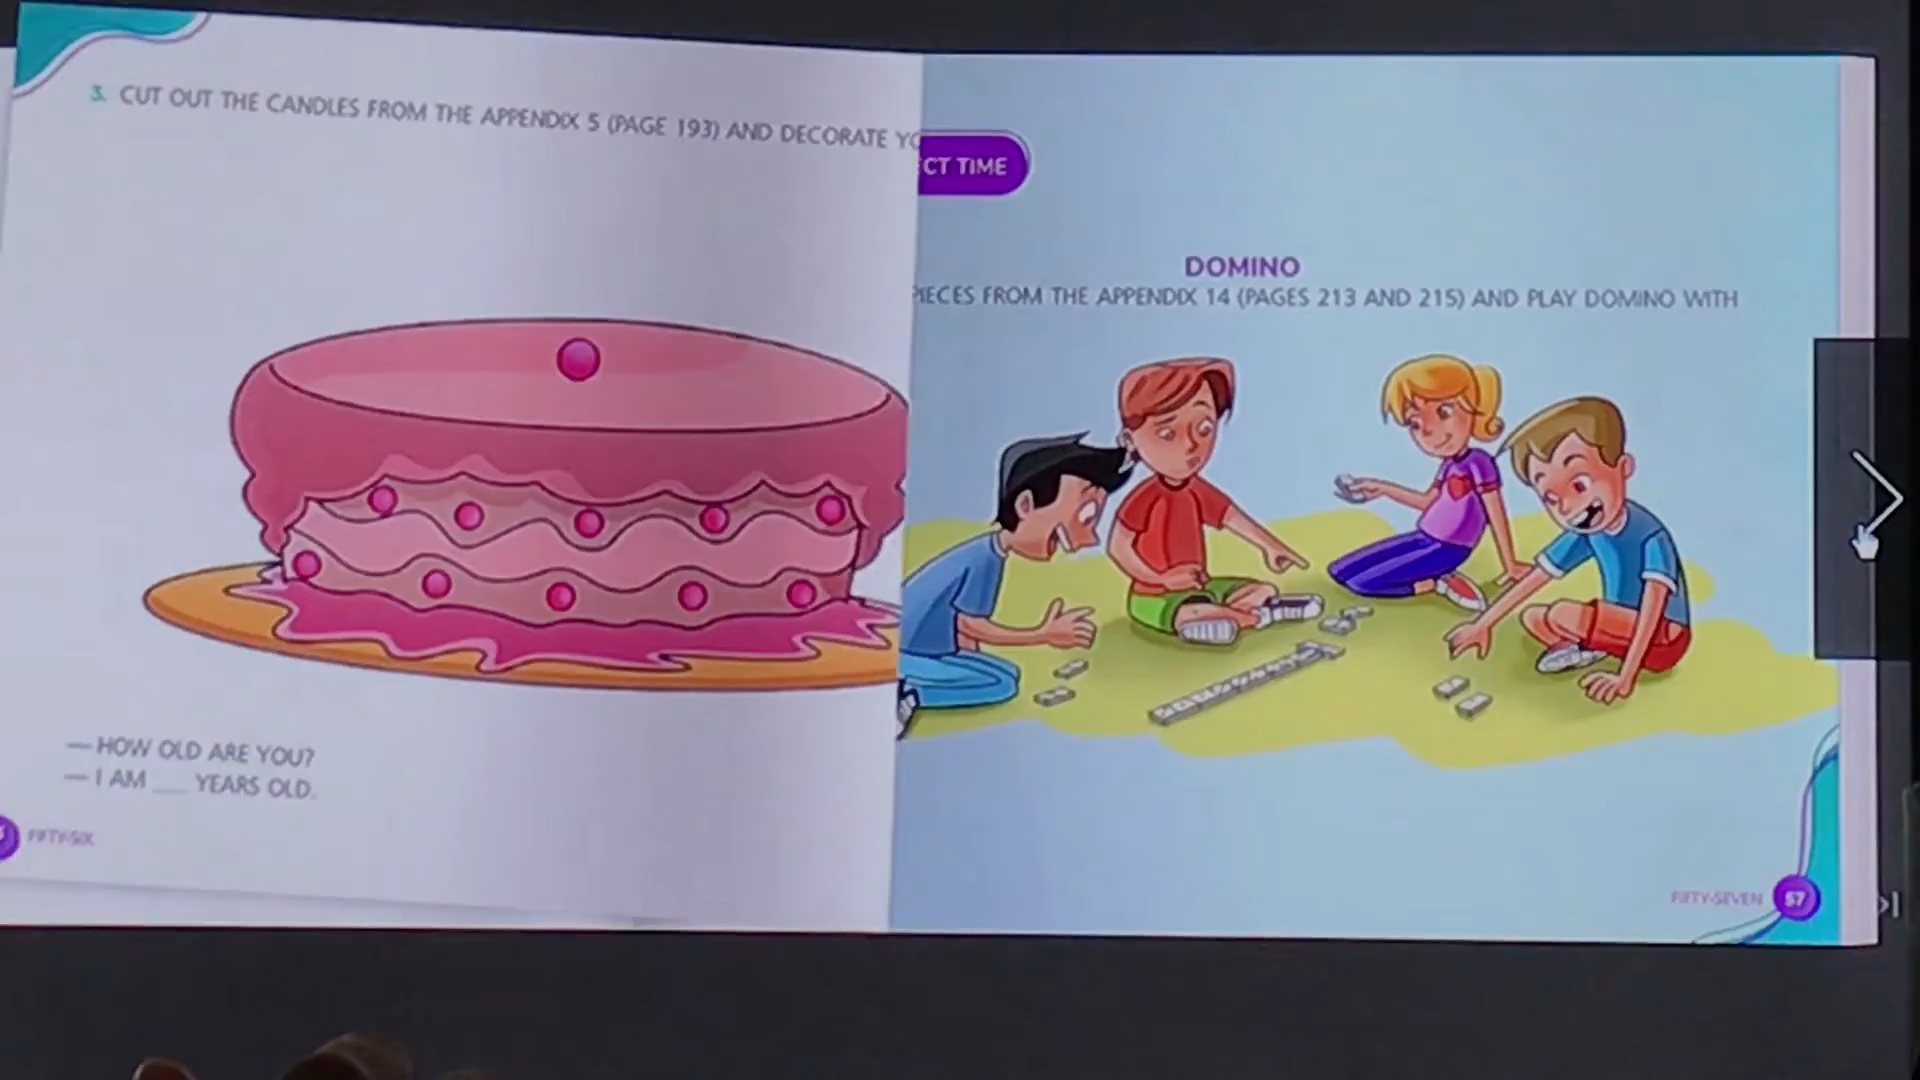 3. CUT OUT THE CANDLES FROM THE APPENDIX 5 (PAGE 193) AND DECORATE YO
— HOW OLD ARE YOU?
— I AM ___ YEARS OLD.
FIFTY-SIX
CT TIME
DOMINO
PIECES FROM THE APPENDIX 14 (PAGES 213 AND 215) AND PLAY DOMINO WITH
FIFTY-SEVEN 57